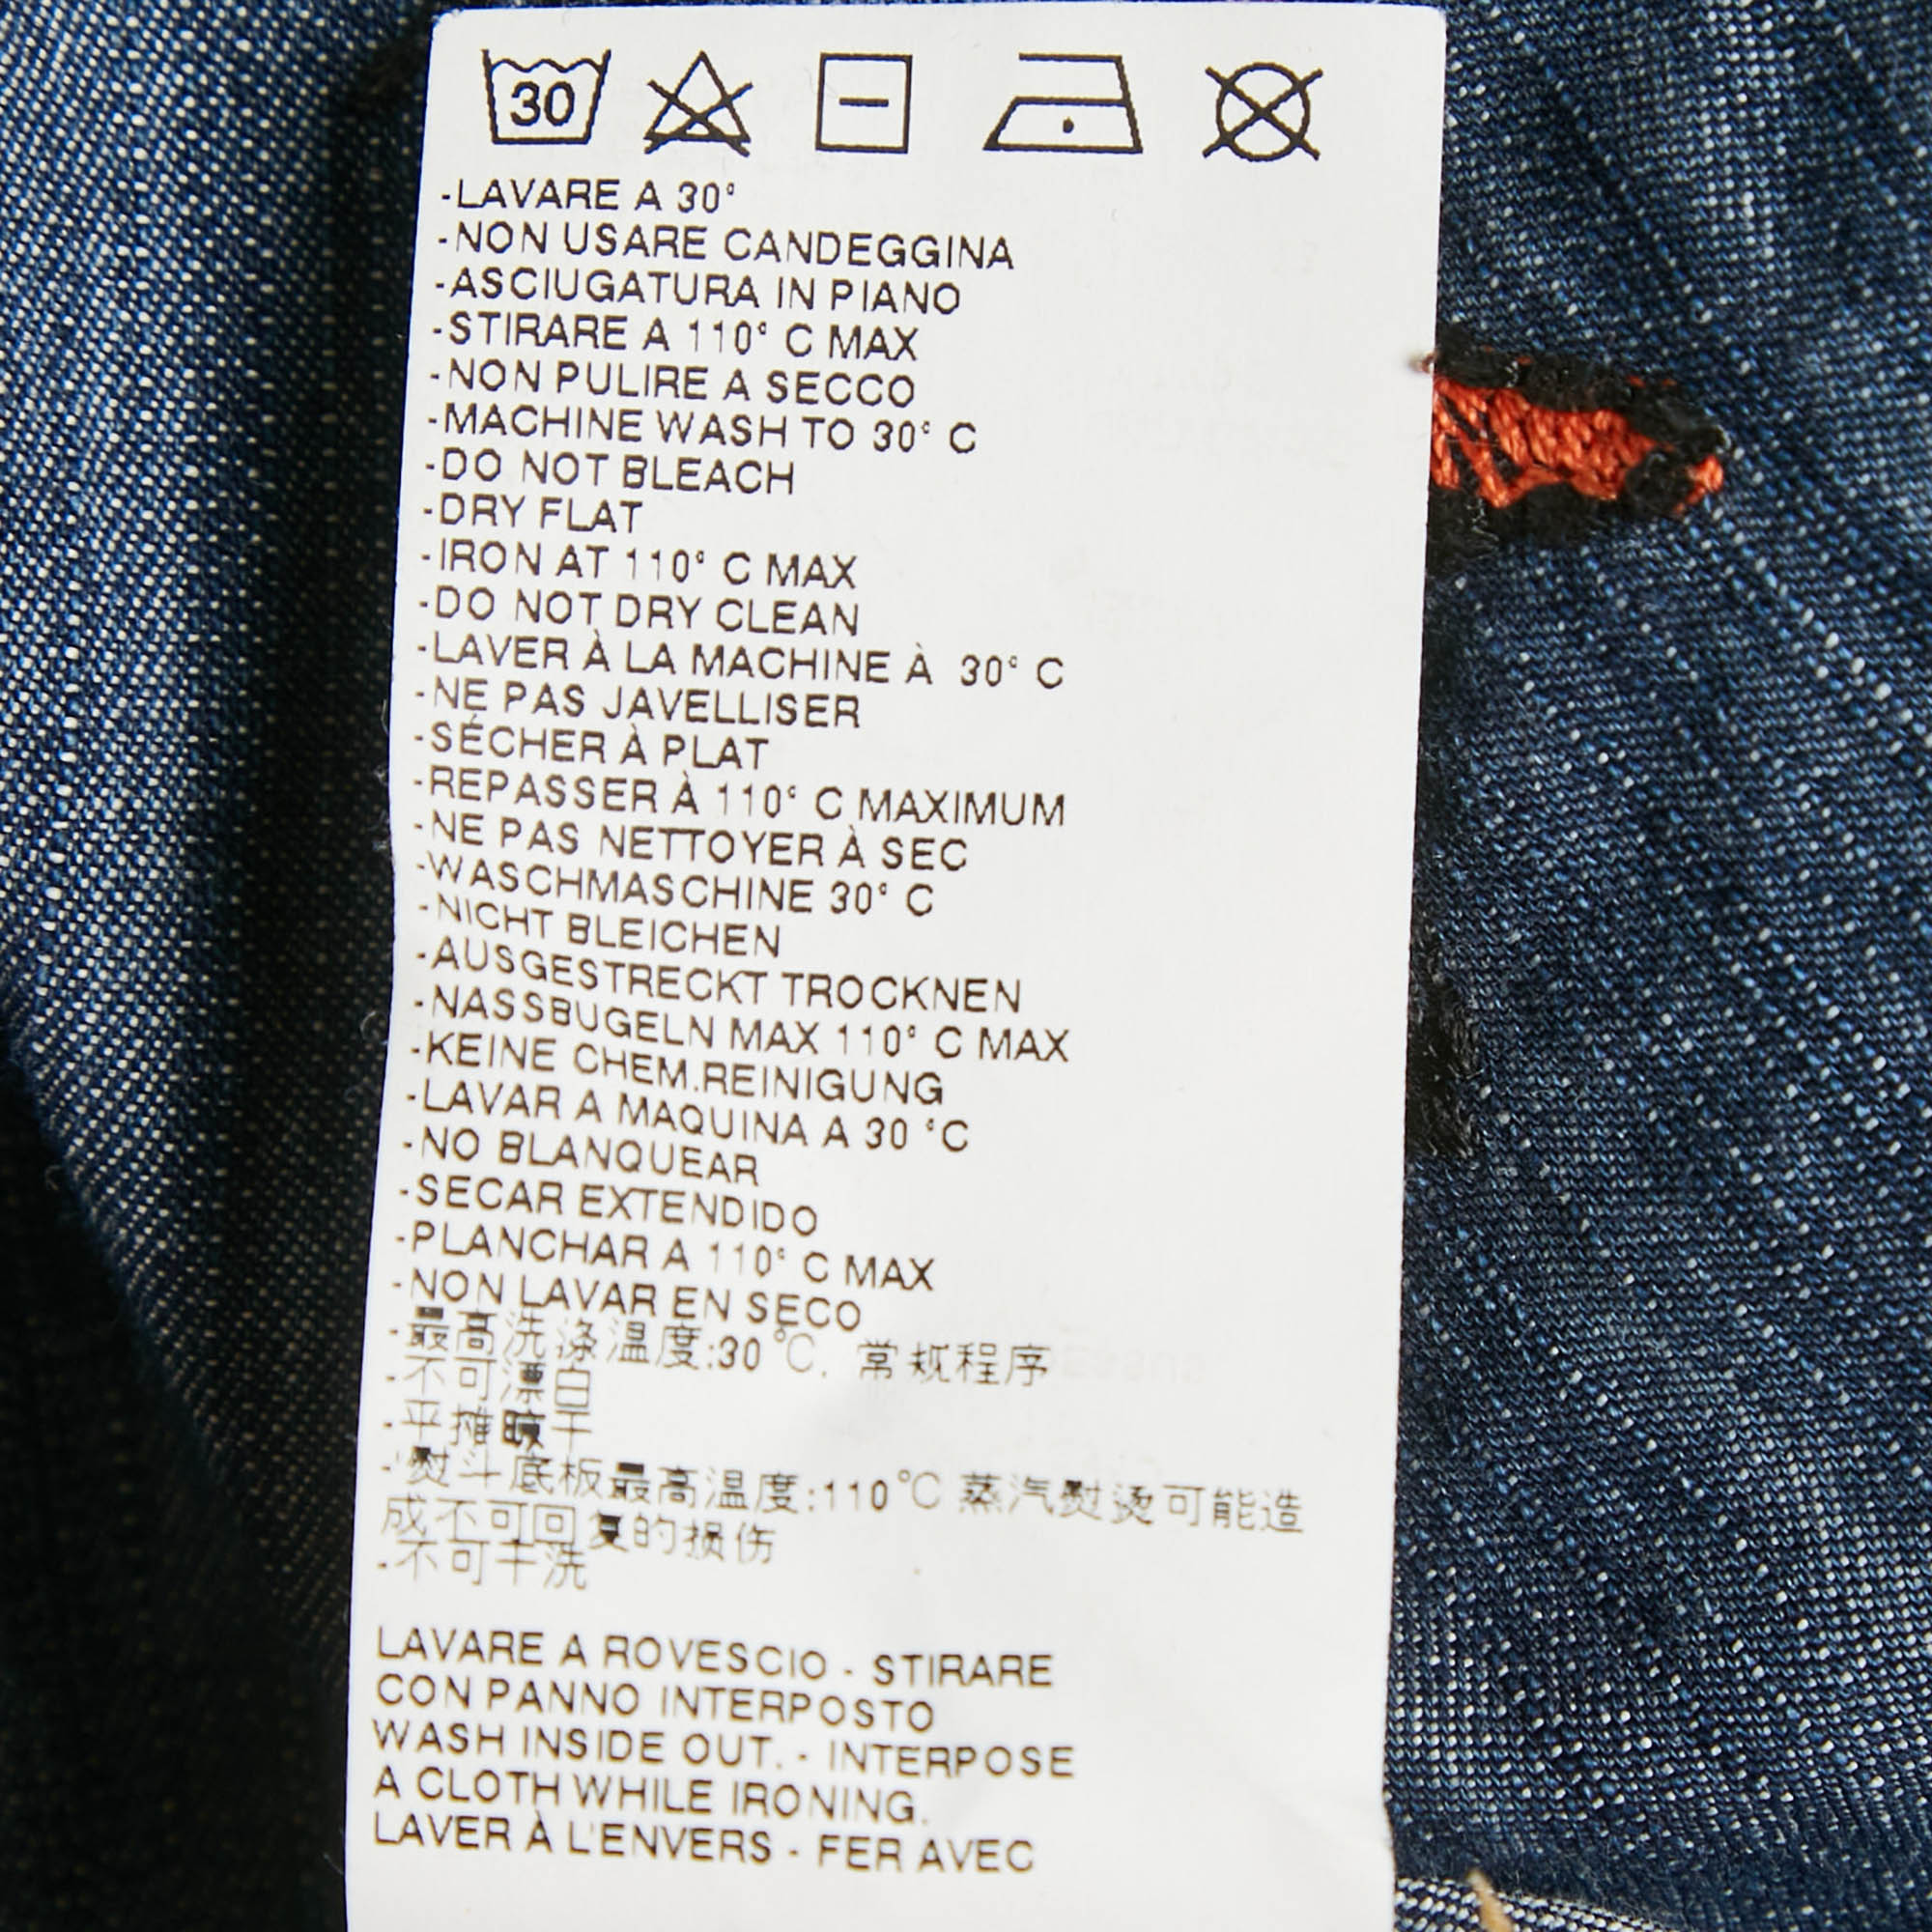 30
-LAVARE A 30°
-NON USARE CANDEGGINA
-ASCIUGATURA IN PIANO
-STIRARE A 110° C MAX
-NON PULIRE A SECCO
-MACHINE WASH TO 30° C
-DO NOT BLEACH
-DRY FLAT
-IRON AT 110° C MAX
-DO NOT DRY CLEAN
-LAVER À LA MACHINE À 30° C
-NE PAS JAVELLISER
-SÉCHER À PLAT
-REPASSER À 110° C MAXIMUM
-NE PAS NETTOYER À SEC
-WASCHMASCHINE 30° C
-NICHT BLEICHEN
-AUSGESTRECKT TROCKNEN
-NASSBUGELN MAX 110° C MAX
-KEINE CHEM.REINIGUNG
-LAVAR A MAQUINA A 30 °C
-NO BLANQUEAR
-SECAR EXTENDIDO
-PLANCHAR A 110° C MAX
-NON LAVAR EN SECO
-最高洗涤温度:30℃. 常规程序
-不可漂白
-平摊晾干
-熨斗底板最高温度:110℃ 蒸汽熨烫可能造
成不可回复的损伤
-不可干洗
LAVARE A ROVESCIO - STIRARE
CON PANNO INTERPOSTO
WASH INSIDE OUT. - INTERPOSE
A CLOTH WHILE IRONING.
LAVER À L'ENVERS - FER AVEC